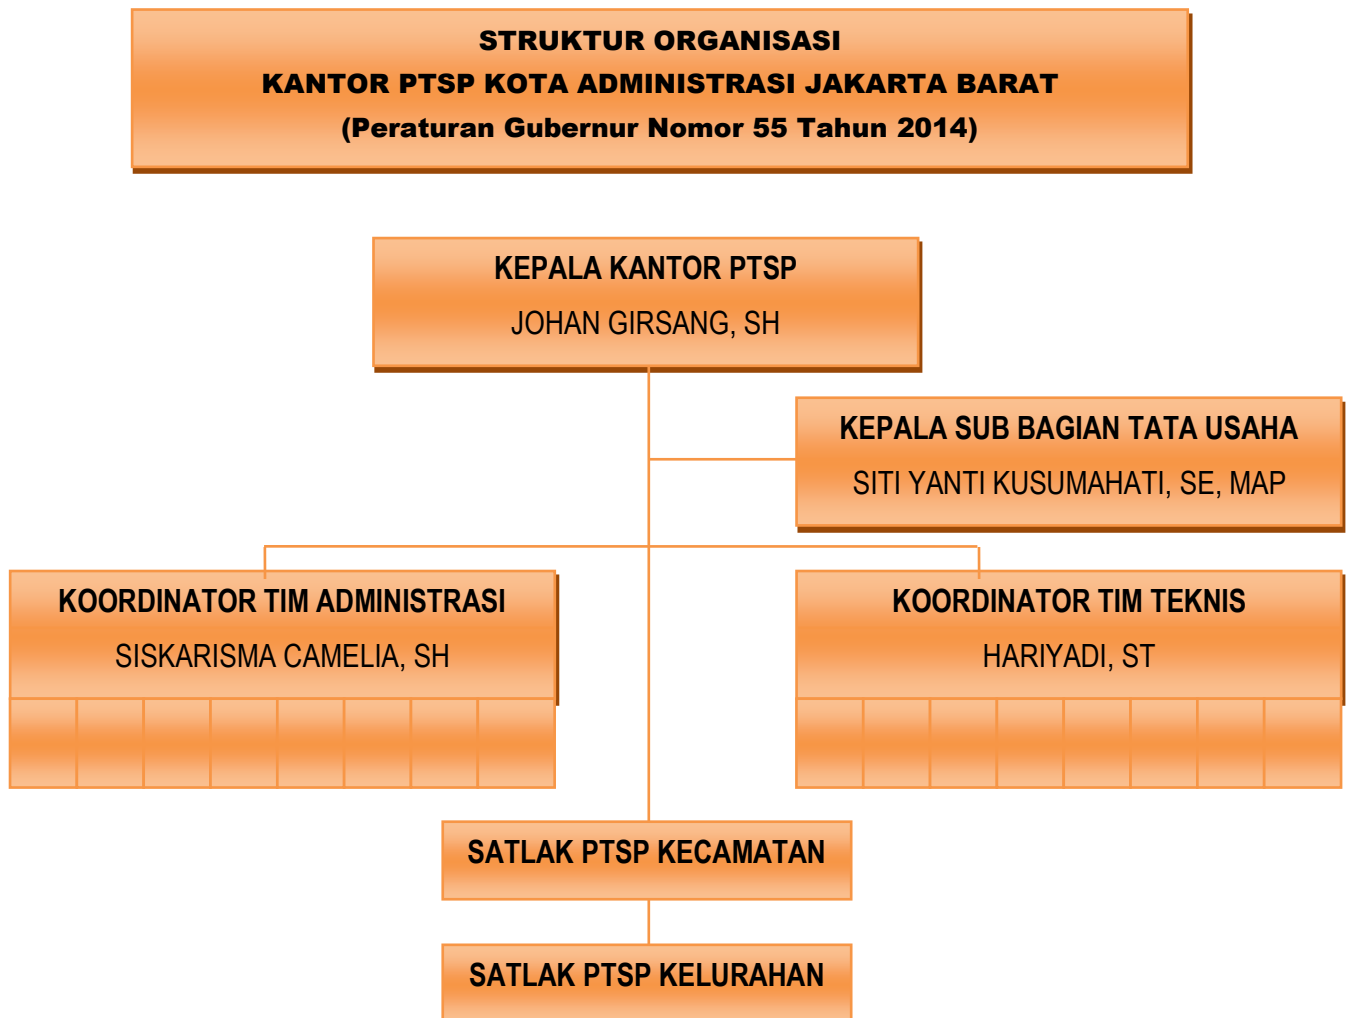 STRUKTUR ORGANISASI
KANTOR PTSP KOTA ADMINISTRASI JAKARTA BARAT
(Peraturan Gubernur Nomor 55 Tahun 2014)
KEPALA KANTOR PTSP
JOHAN GIRSANG, SH
KEPALA SUB BAGIAN TATA USAHA
SITI YANTI KUSUMAHATI, SE, MAP
KOORDINATOR TIM ADMINISTRASI
SISKARISMA CAMELIA, SH
KOORDINATOR TIM TEKNIS
HARIYADI, ST
SATLAK PTSP KECAMATAN
SATLAK PTSP KELURAHAN